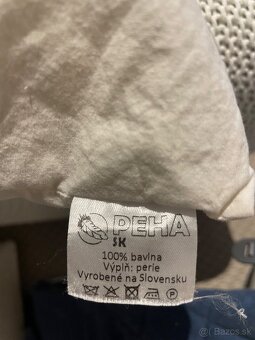 PEHA
SK
100% bavlna
Výplň: perie
Vyrobené na Slovensku
Bazos.sk